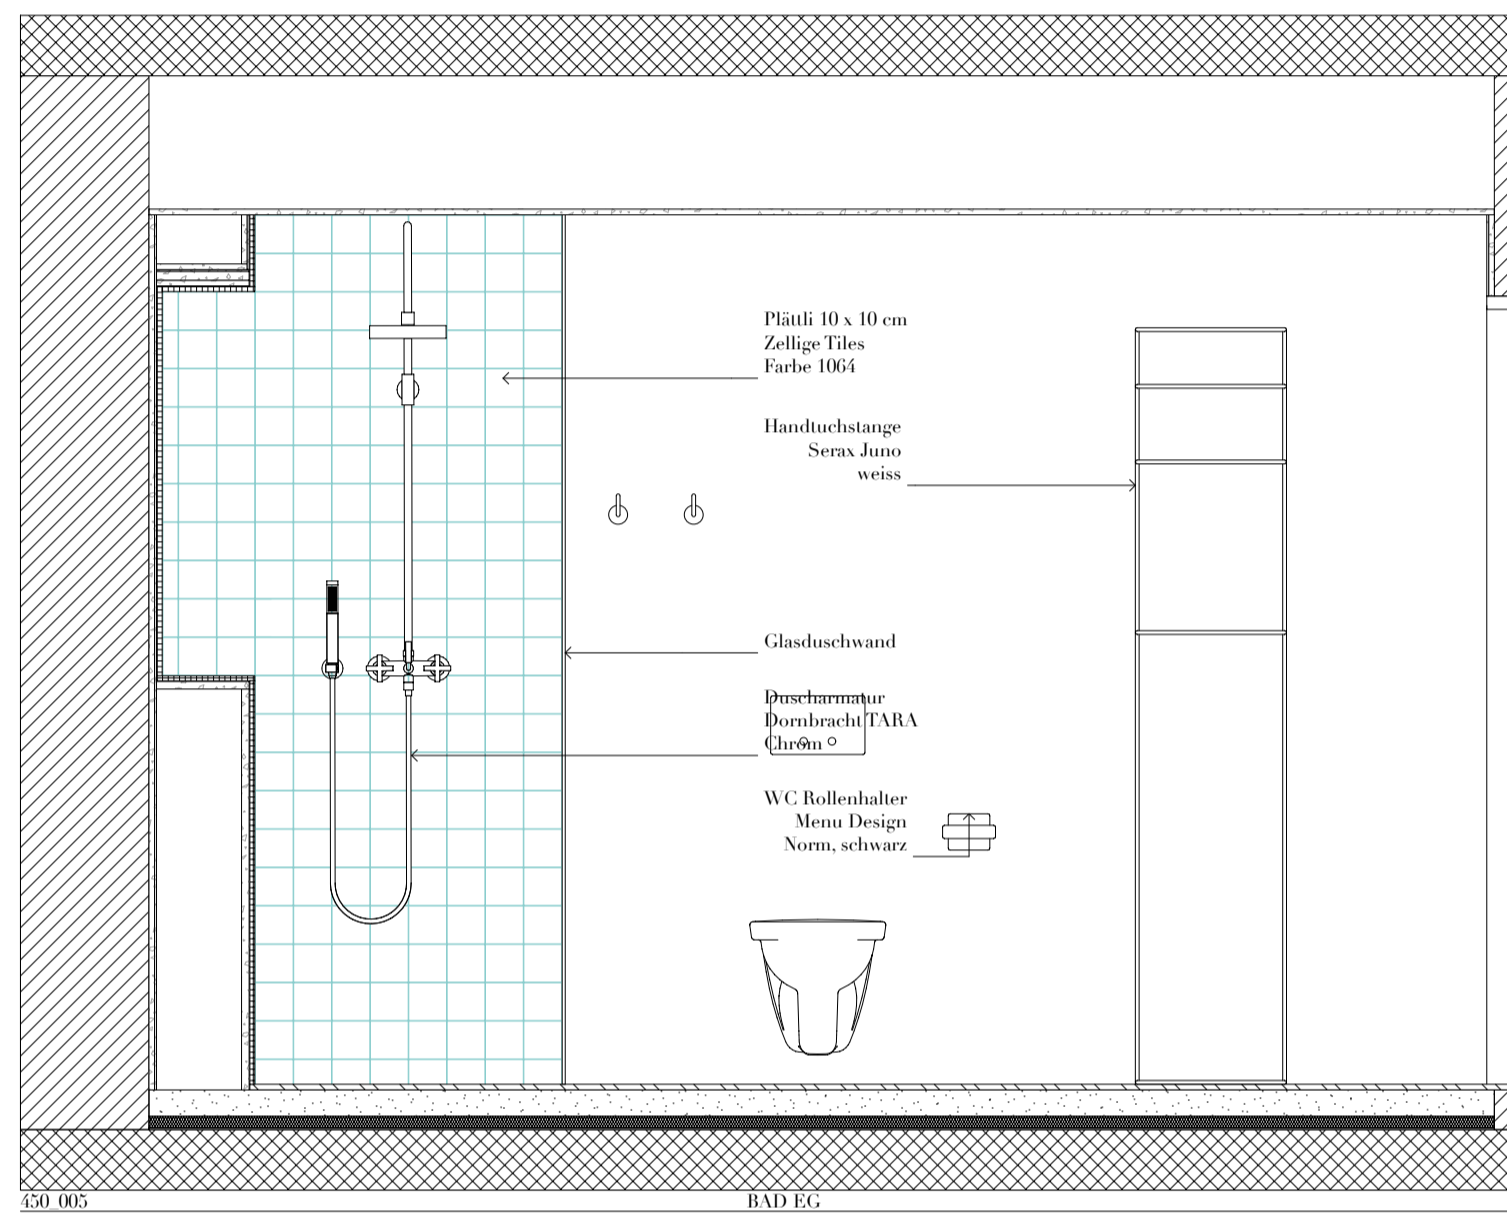 Plättli 10 x 10 cm
Zellige Tiles
Farbe 1064
Handtuchstange
Serax Juno
weiss
Glasduschwand
Duscharmatur
Dornbracht TARA
Chrom
WC Rollenhalter
Menu Design
Norm, schwarz
450_005
BAD EG